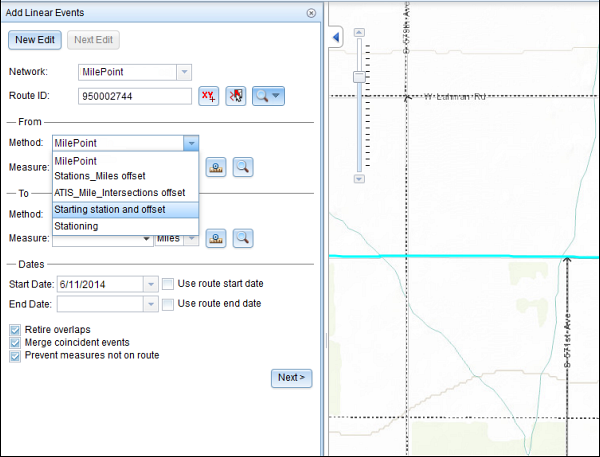 Add Linear Events
New Edit Next Edit
Network: MilePoint
Route ID: 950002744 XY
From
Method: MilePoint
MilePoint
Measure:
Stations_Miles offset
ATIS_Mile_Intersections offset
To
Starting station and offset
Method:
Stationing
Measure: Miles
Dates
Start Date: 6/11/2014 Use route start date
End Date: Use route end date
Retire overlaps
Merge coincident events
Prevent measures not on route
Next >
S 579th Ave
W Luhman Rd
S 571st Ave